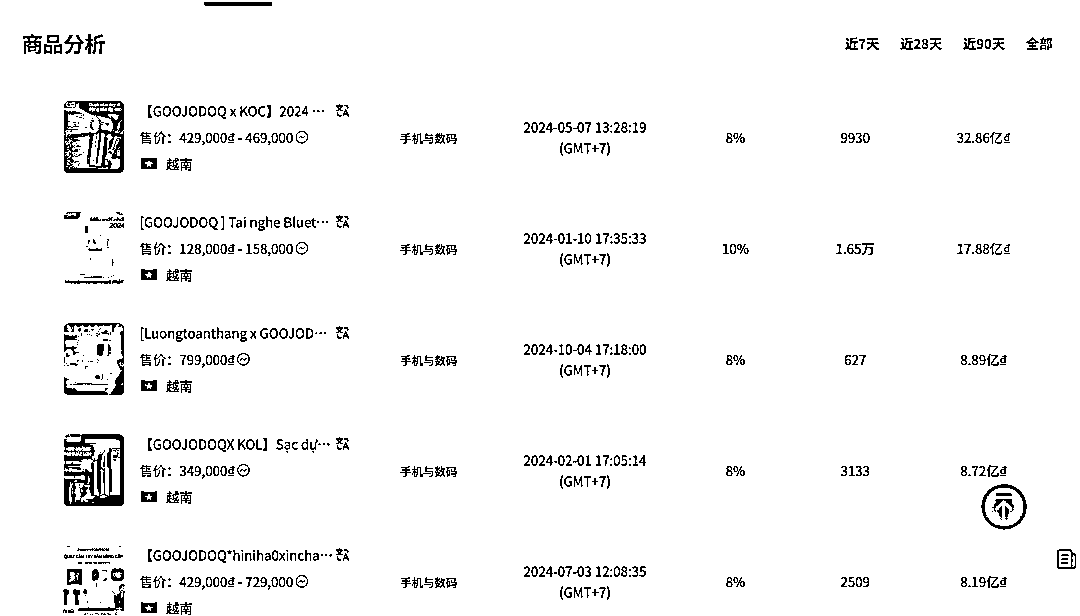 商品分析
近7天 近28天 近90天 全部
【GOOJODOQ x KOC】2024 ···
售价：429,000₫ - 469,000
越南
手机与数码
2024-05-07 13:28:19
(GMT+7)
8%
9930
32.86亿₫
[GOOJODOQ ] Tai nghe Bluet···
售价：128,000₫ - 158,000
越南
手机与数码
2024-01-10 17:35:33
(GMT+7)
10%
1.65万
17.88亿₫
[Luongtoanthang x GOOJOD···
售价：799,000₫
越南
手机与数码
2024-10-04 17:18:00
(GMT+7)
8%
627
8.89亿₫
【GOOJODOQX KOL】Sạc dự···
售价：349,000₫
越南
手机与数码
2024-02-01 17:05:14
(GMT+7)
8%
3133
8.72亿₫
【GOOJODOQ*hiniha0xincha···
售价：429,000₫ - 729,000
越南
手机与数码
2024-07-03 12:08:35
(GMT+7)
8%
2509
8.19亿₫